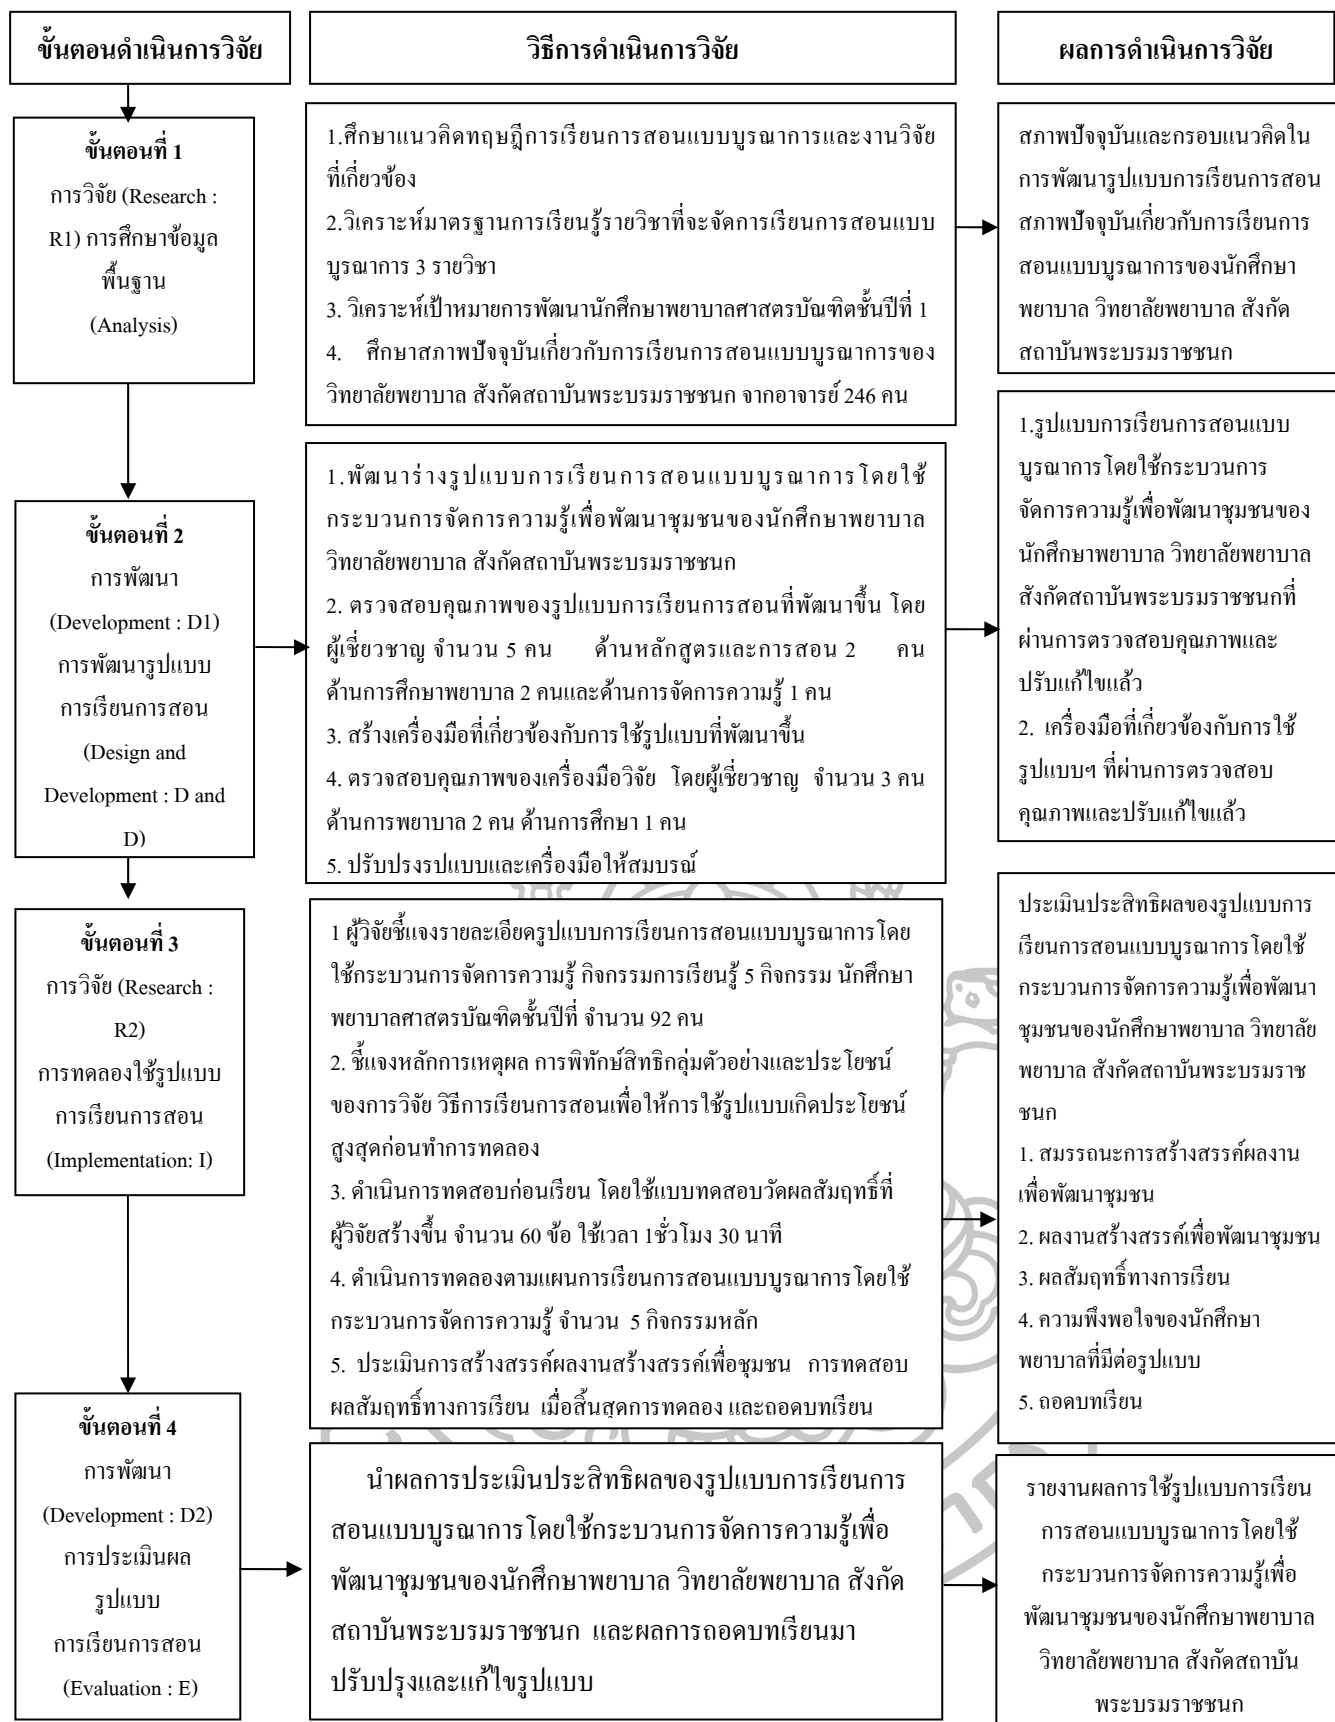 ขั้นตอนดำเนินการวิจัย
วิธีการดำเนินการวิจัย
ผลการดำเนินการวิจัย
ขั้นตอนที่ 1
การวิจัย (Research :
R1) การศึกษาข้อมูล
พื้นฐาน
(Analysis)
1.ศึกษาแนวคิดทฤษฎีการเรียนการสอนแบบบูรณาการและงานวิจัย
ที่เกี่ยวข้อง
2.วิเคราะห์มาตรฐานการเรียนรู้รายวิชาที่จะจัดการเรียนการสอนแบบ
บูรณาการ 3 รายวิชา
3. วิเคราะห์เป้าหมายการพัฒนานักศึกษาพยาบาลศาสตรบัณฑิตชั้นปีที่ 1
4. ศึกษาสภาพปัจจุบันเกี่ยวกับการเรียนการสอนแบบบูรณาการของ
วิทยาลัยพยาบาล สังกัดสถาบันพระบรมราชชนก จากอาจารย์ 246 คน
สภาพปัจจุบันและกรอบแนวคิดใน
การพัฒนารูปแบบการเรียนการสอน
สภาพปัจจุบันเกี่ยวกับการเรียนการ
สอนแบบบูรณาการของนักศึกษา
พยาบาล วิทยาลัยพยาบาล สังกัด
สถาบันพระบรมราชชนก
ขั้นตอนที่ 2
การพัฒนา
(Development : D1)
การพัฒนารูปแบบ
การเรียนการสอน
(Design and
Development : D and
D)
1.พัฒนาร่างรูปแบบการเรียนการสอนแบบบูรณาการโดยใช้
กระบวนการจัดการความรู้เพื่อพัฒนาชุมชนของนักศึกษาพยาบาล
วิทยาลัยพยาบาล สังกัดสถาบันพระบรมราชชนก
2. ตรวจสอบคุณภาพของรูปแบบการเรียนการสอนที่พัฒนาขึ้น โดย
ผู้เชี่ยวชาญ จำนวน 5 คน ด้านหลักสูตรและการสอน 2 คน
ด้านการศึกษาพยาบาล 2 คนและด้านการจัดการความรู้ 1 คน
3. สร้างเครื่องมือที่เกี่ยวข้องกับการใช้รูปแบบที่พัฒนาขึ้น
4. ตรวจสอบคุณภาพของเครื่องมือวิจัย โดยผู้เชี่ยวชาญ จำนวน 3 คน
ด้านการพยาบาล 2 คน ด้านการศึกษา 1 คน
5. ปรับปรุงรูปแบบและเครื่องมือให้สมบูรณ์
1.รูปแบบการเรียนการสอนแบบ
บูรณาการโดยใช้กระบวนการ
จัดการความรู้เพื่อพัฒนาชุมชนของ
นักศึกษาพยาบาล วิทยาลัยพยาบาล
สังกัดสถาบันพระบรมราชชนกที่
ผ่านการตรวจสอบคุณภาพและ
ปรับแก้ไขแล้ว
2. เครื่องมือที่เกี่ยวข้องกับการใช้
รูปแบบฯ ที่ผ่านการตรวจสอบ
คุณภาพและปรับแก้ไขแล้ว
ขั้นตอนที่ 3
การวิจัย (Research :
R2)
การทดลองใช้รูปแบบ
การเรียนการสอน
(Implementation: I)
1 ผู้วิจัยชี้แจงรายละเอียดรูปแบบการเรียนการสอนแบบบูรณาการโดย
ใช้กระบวนการจัดการความรู้ กิจกรรมการเรียนรู้ 5 กิจกรรม นักศึกษา
พยาบาลศาสตรบัณฑิตชั้นปีที่ จำนวน 92 คน
2. ชี้แจงหลักการเหตุผล การพิทักษ์สิทธิกลุ่มตัวอย่างและประโยชน์
ของการวิจัย วิธีการเรียนการสอนเพื่อให้การใช้รูปแบบเกิดประโยชน์
สูงสุดก่อนทำการทดลอง
3. ดำเนินการทดสอบก่อนเรียน โดยใช้แบบทดสอบวัดผลสัมฤทธิ์ที่
ผู้วิจัยสร้างขึ้น จำนวน 60 ข้อ ใช้เวลา 1ชั่วโมง 30 นาที
4. ดำเนินการทดลองตามแผนการเรียนการสอนแบบบูรณาการโดยใช้
กระบวนการจัดการความรู้ จำนวน 5 กิจกรรมหลัก
5. ประเมินการสร้างสรรค์ผลงานสร้างสรรค์เพื่อชุมชน การทดสอบ
ผลสัมฤทธิ์ทางการเรียน เมื่อสิ้นสุดการทดลอง และถอดบทเรียน
ประเมินประสิทธิผลของรูปแบบการ
เรียนการสอนแบบบูรณาการโดยใช้
กระบวนการจัดการความรู้เพื่อพัฒนา
ชุมชนของนักศึกษาพยาบาล วิทยาลัย
พยาบาล สังกัดสถาบันพระบรมราช
ชนก
1. สมรรถนะการสร้างสรรค์ผลงาน
เพื่อพัฒนาชุมชน
2. ผลงานสร้างสรรค์เพื่อพัฒนาชุมชน
3. ผลสัมฤทธิ์ทางการเรียน
4. ความพึงพอใจของนักศึกษา
พยาบาลที่มีต่อรูปแบบ
5. ถอดบทเรียน
ขั้นตอนที่ 4
การพัฒนา
(Development : D2)
การประเมินผล
รูปแบบ
การเรียนการสอน
(Evaluation : E)
นำผลการประเมินประสิทธิผลของรูปแบบการเรียนการ
สอนแบบบูรณาการโดยใช้กระบวนการจัดการความรู้เพื่อ
พัฒนาชุมชนของนักศึกษาพยาบาล วิทยาลัยพยาบาล สังกัด
สถาบันพระบรมราชชนก และผลการถอดบทเรียนมา
ปรับปรุงและแก้ไขรูปแบบ
รายงานผลการใช้รูปแบบการเรียน
การสอนแบบบูรณาการโดยใช้
กระบวนการจัดการความรู้เพื่อ
พัฒนาชุมชนของนักศึกษาพยาบาล
วิทยาลัยพยาบาล สังกัดสถาบัน
พระบรมราชชนก